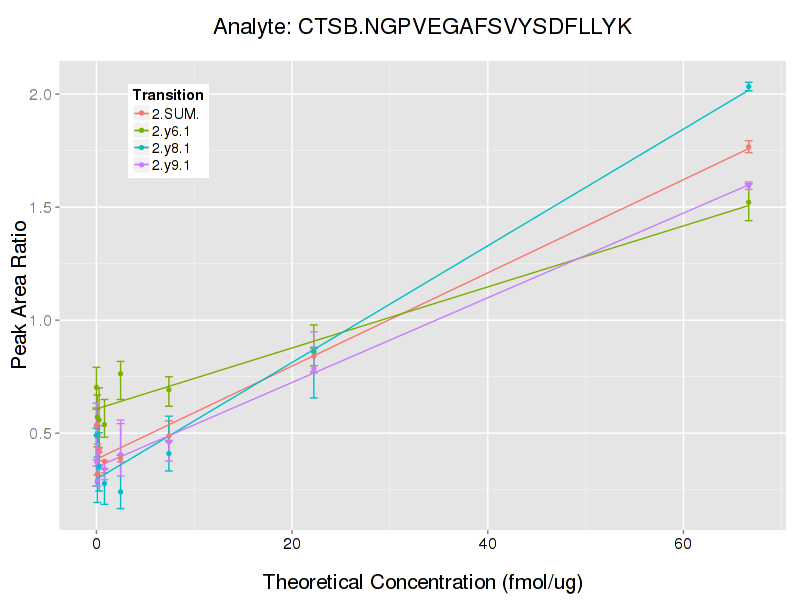 Analyte: CTSB.NGPVEGAFSVYSDFLLYK
Transition
2.SUM.
2.y6.1
2.y8.1
2.y9.1
2.0
1.5
1.0
0.5
Peak Area Ratio
0 20 40 60
Theoretical Concentration (fmol/ug)